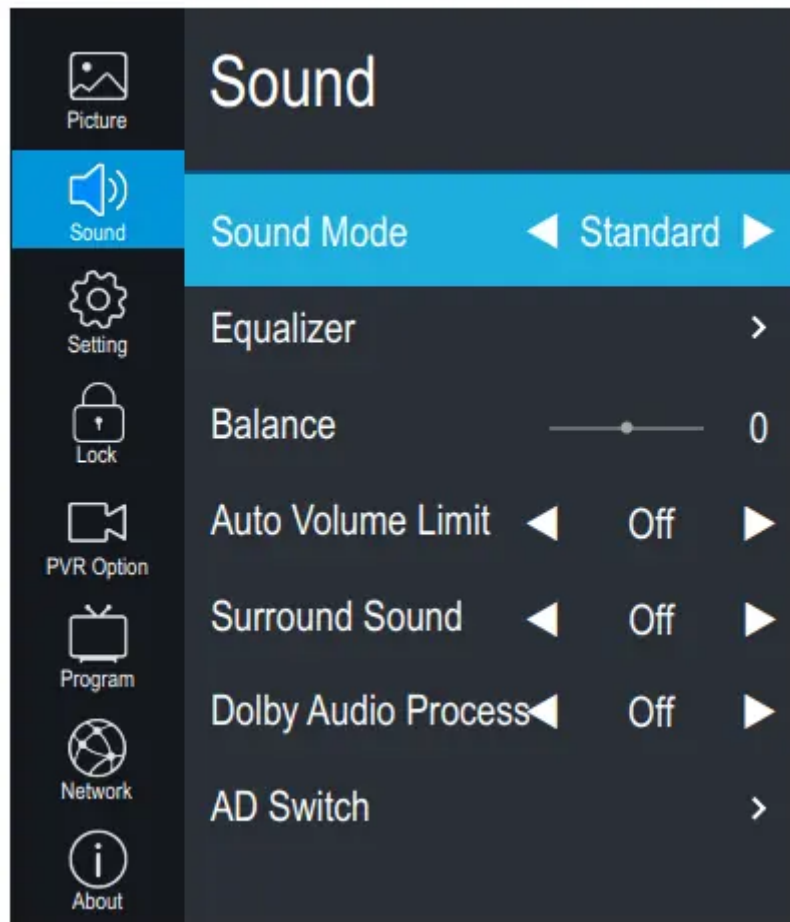 Picture
Sound
Setting
Lock
PVR Option
Program
Network
About
Sound
Sound Mode Standard
Equalizer
Balance 0
Auto Volume Limit Off
Surround Sound Off
Dolby Audio Process Off
AD Switch